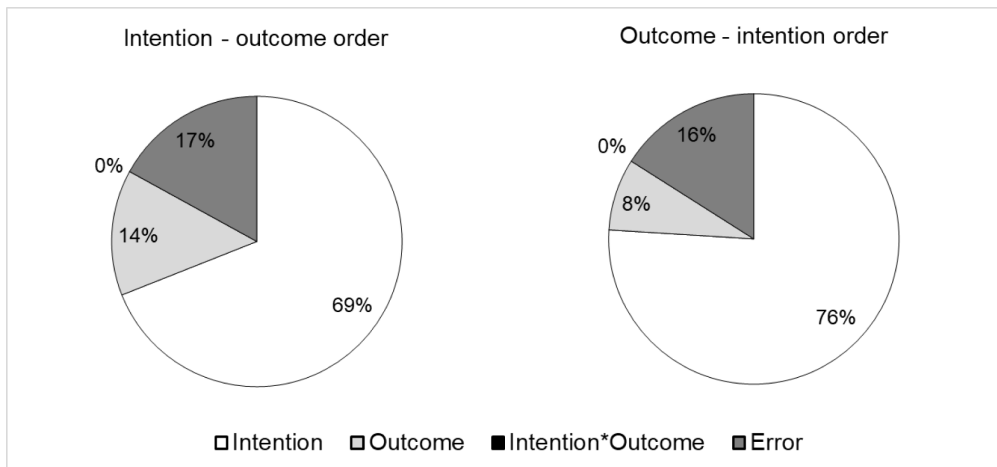 Intention - outcome order
17%
0%
14%
69%
Outcome - intention order
16%
0%
8%
76%
Intention
Outcome
Intention*Outcome
Error